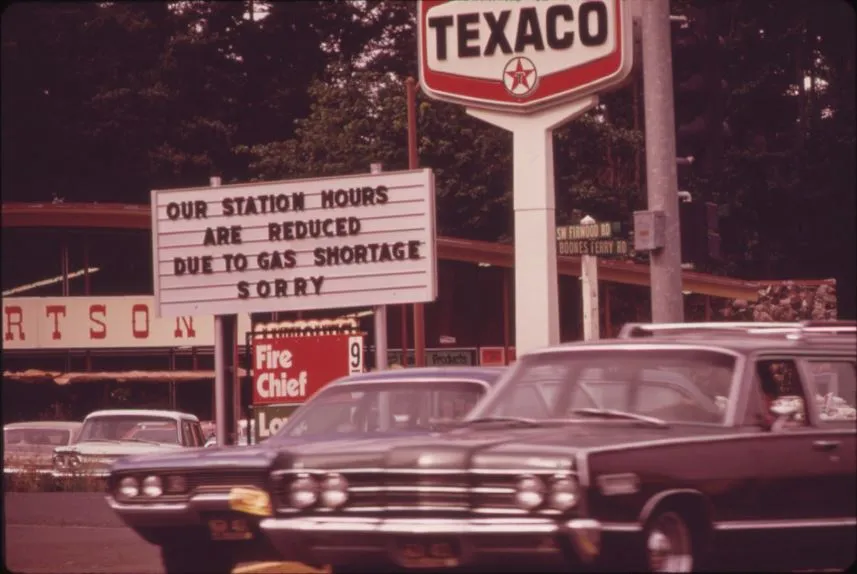 TEXACO
T
OUR STATION HOURS
ARE REDUCED
DUE TO GAS SHORTAGE
SORRY
SW FIRWOOD RD
BOONES FERRY RD
RTSON
Fire
Chief
9
Products